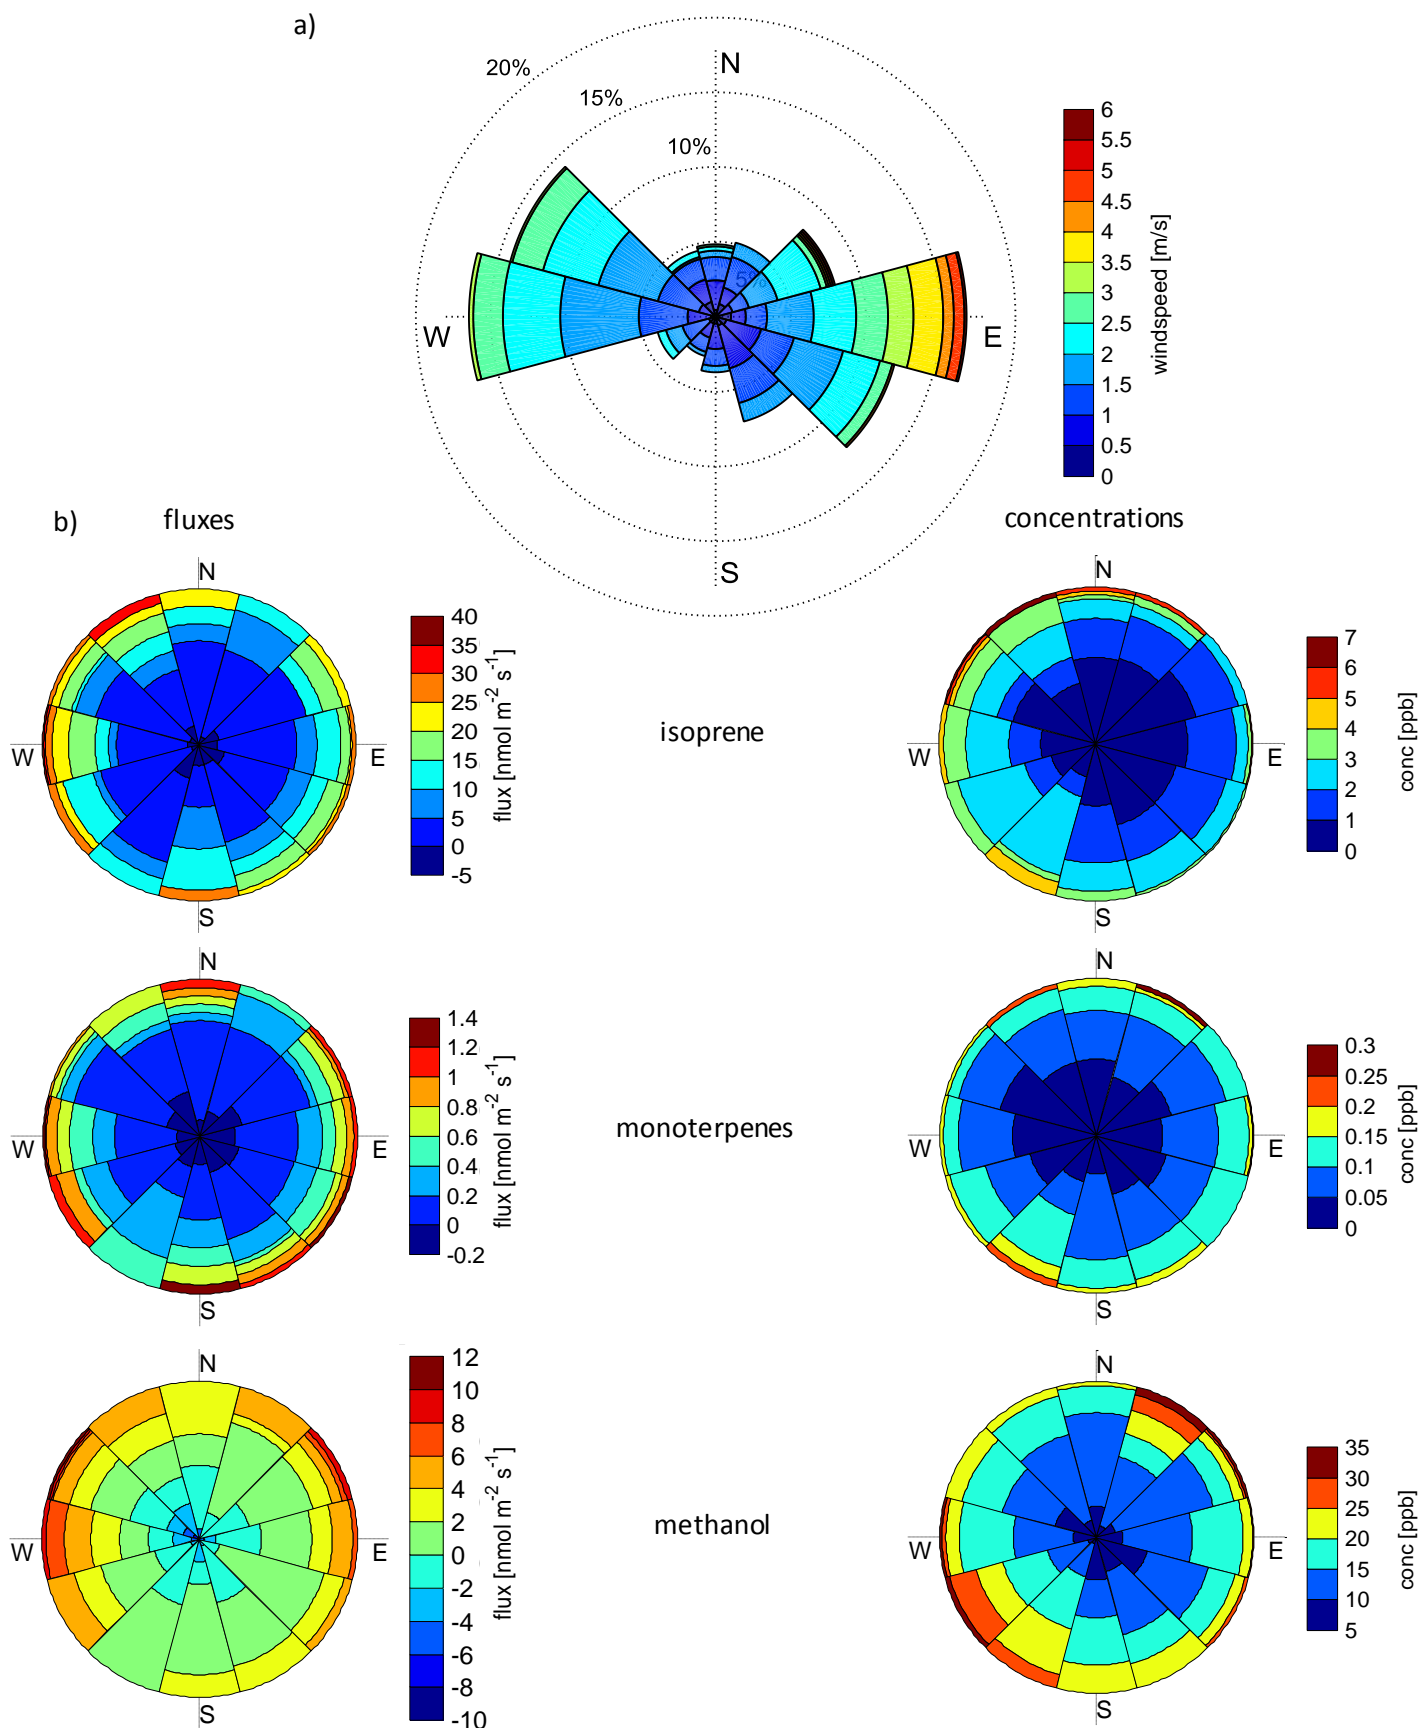 a)
N
20%
15%
10%
5%
W
E
S
6
5.5
5
4.5
4
3.5
3
2.5
2
1.5
1
0.5
0
windspeed [m/s]
b)
fluxes
concentrations
N
W
E
S
40
35
30
25
20
15
10
5
0
-5
flux [nmol m-2 s-1]
isoprene
N
W
E
S
7
6
5
4
3
2
1
0
conc [ppb]
N
W
E
S
1.4
1.2
1
0.8
0.6
0.4
0.2
0
-0.2
flux [nmol m-2 s-1]
monoterpenes
N
W
E
S
0.3
0.25
0.2
0.15
0.1
0.05
0
conc [ppb]
N
W
E
S
12
10
8
6
4
2
0
-2
-4
-6
-8
-10
flux [nmol m-2 s-1]
methanol
N
W
E
S
35
30
25
20
15
10
5
conc [ppb]